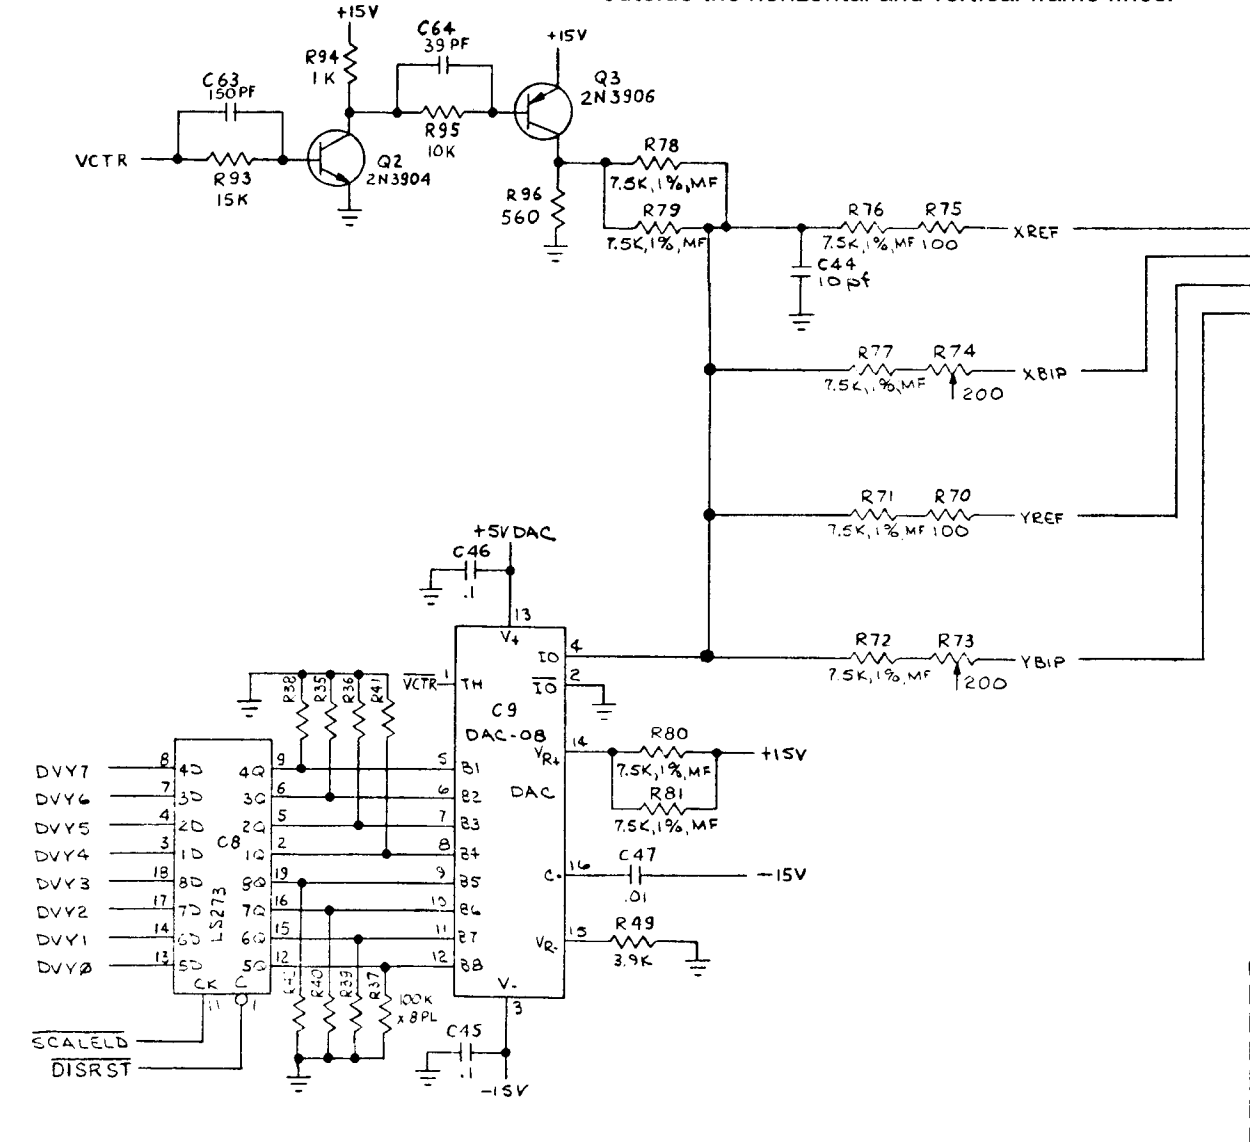 +15V
C64
39 PF
+15V
R94
1K
Q3
2N3906
C63
150PF
R95
10K
R78
7.5K,1%,MF
VCTR
Q2
2N3904
R93
15K
R96
560
R79
7.5K,1%,MF
R76
7.5K,1%,MF
R75
100
XREF
C44
10pf
R77
7.5K,1%,MF
R74
200
XBIP
R71
7.5K,1%,MF
R70
100
YREF
+5V DAC
C46
.1
13
V+
IO
4
R72
7.5K,1%,MF
R73
200
YBIP
R38
R35
R36
R41
VCTR
1
TH
IO
2
C9
DAC-08
DAC
VR+
14
R80
7.5K,1%,MF
+15V
R81
7.5K,1%,MF
DVY7
8
4D
4Q
9
5
B1
DVY6
7
3D
3Q
6
6
B2
DVY5
4
2D
2Q
5
7
B3
DVY4
3
1D
C8
1Q
2
8
B4
C.
16
C47
.01
-15V
DVY3
18
8D
8Q
19
9
B5
DVY2
17
7D
LS273
7Q
16
10
B6
DVY1
14
6D
6Q
15
11
B7
VR-
15
R49
3.9K
DVY0
13
5D
5Q
12
12
B8
CK
C
11
1
R40
R39
R37
100K
x 8PL
V-
3
SCALELD
DISRST
C45
.1
-15V